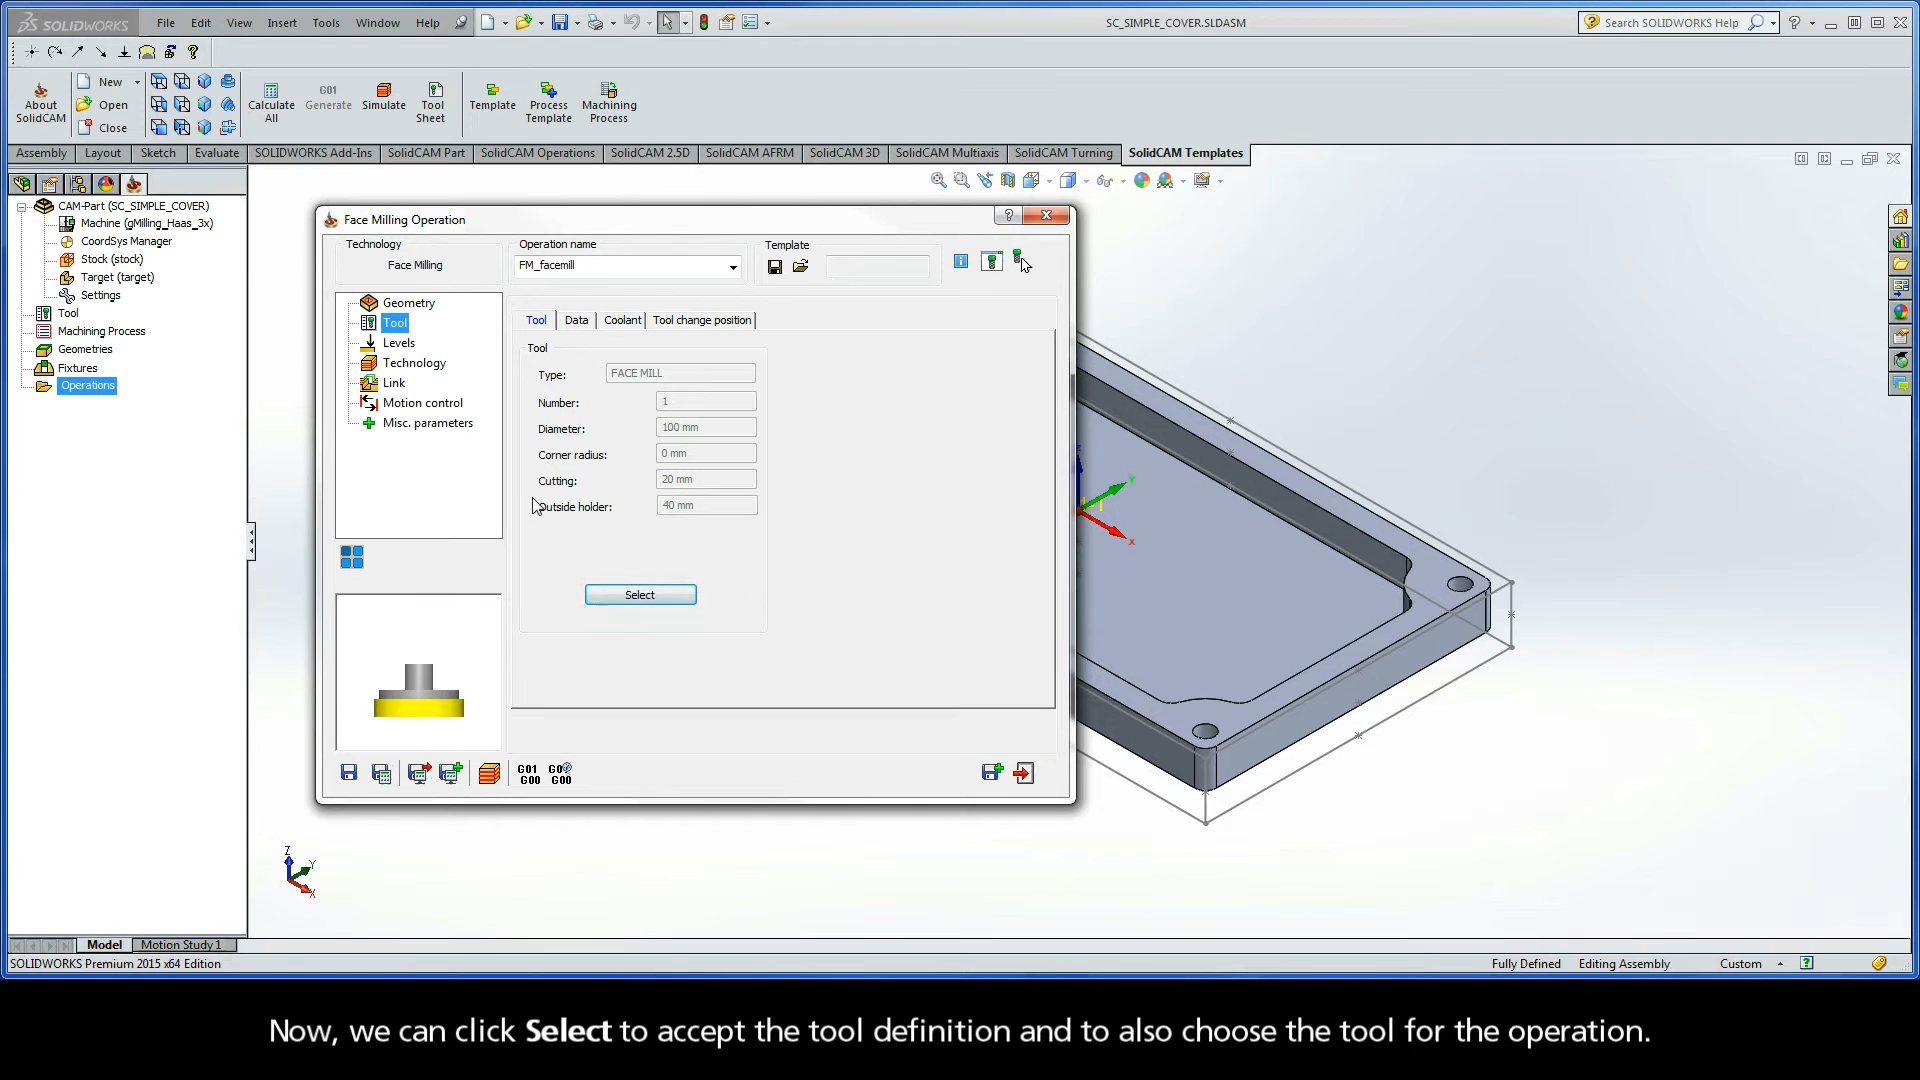 SOLIDWORKS File Edit View Insert Tools Window Help SC_SIMPLE_COVER.SLDASM Search SOLIDWORKS Help
About SolidCAM
New
Open
Close
Calculate All
G01 Generate
Simulate
Tool Sheet
Template
Process Template
Machining Process
Assembly Layout Sketch Evaluate SOLIDWORKS Add-Ins SolidCAM Part SolidCAM Operations SolidCAM 2.5D SolidCAM AFRM SolidCAM 3D SolidCAM Multiaxis SolidCAM Turning SolidCAM Templates
CAM-Part (SC_SIMPLE_COVER)
Machine (gMilling_Haas_3x)
CoordSys Manager
Stock (stock)
Target (target)
Settings
Tool
Machining Process
Geometries
Fixtures
Operations
Face Milling Operation
Technology
Face Milling
Operation name
FM_facemill
Template
Geometry
Tool
Levels
Technology
Link
Motion control
Misc. parameters
Tool Data Coolant Tool change position
Tool
Type: FACE MILL
Number: 1
Diameter: 100 mm
Corner radius: 0 mm
Cutting: 20 mm
Outside holder: 40 mm
Select
G01 G00
G00
Y
X
Z
Y
X
Model Motion Study 1
SOLIDWORKS Premium 2015 x64 Edition Fully Defined Editing Assembly Custom
Now, we can click Select to accept the tool definition and to also choose the tool for the operation.